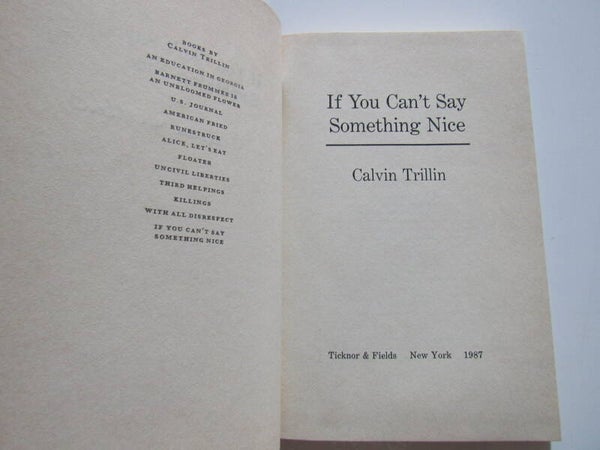 BOOKS BY
CALVIN TRILLIN
AN EDUCATION IN GEORGIA
BARNETT FRUMMER IS
AN UNBLOOMED FLOWER
U.S. JOURNAL
AMERICAN FRIED
RUNESTRUCK
ALICE, LET'S EAT
FLOATER
UNCIVIL LIBERTIES
THIRD HELPINGS
KILLINGS
WITH ALL DISRESPECT
IF YOU CAN'T SAY
SOMETHING NICE
If You Can't Say
Something Nice
Calvin Trillin
Ticknor & Fields New York 1987